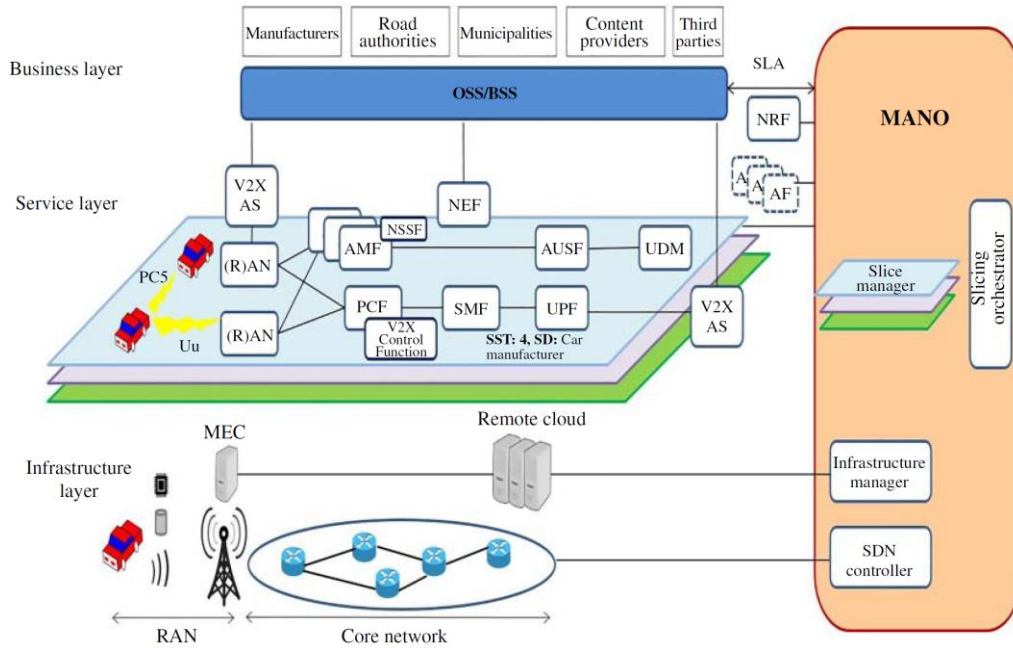 Manufacturers
Road
authorities
Municipalities
Content
providers
Third
parties
Business layer
OSS/BSS
SLA
NRF
MANO
V2X
AS
NEF
A
A
AF
Service layer
NSSF
AMF
AUSF
UDM
(R)AN
PC5
PCF
SMF
UPF
V2X
AS
(R)AN
Uu
V2X
Control
Function
SST: 4, SD: Car
manufacturer
Slice
manager
Slicing
orchestrator
MEC
Remote cloud
Infrastructure
layer
Infrastructure
manager
SDN
controller
RAN
Core network